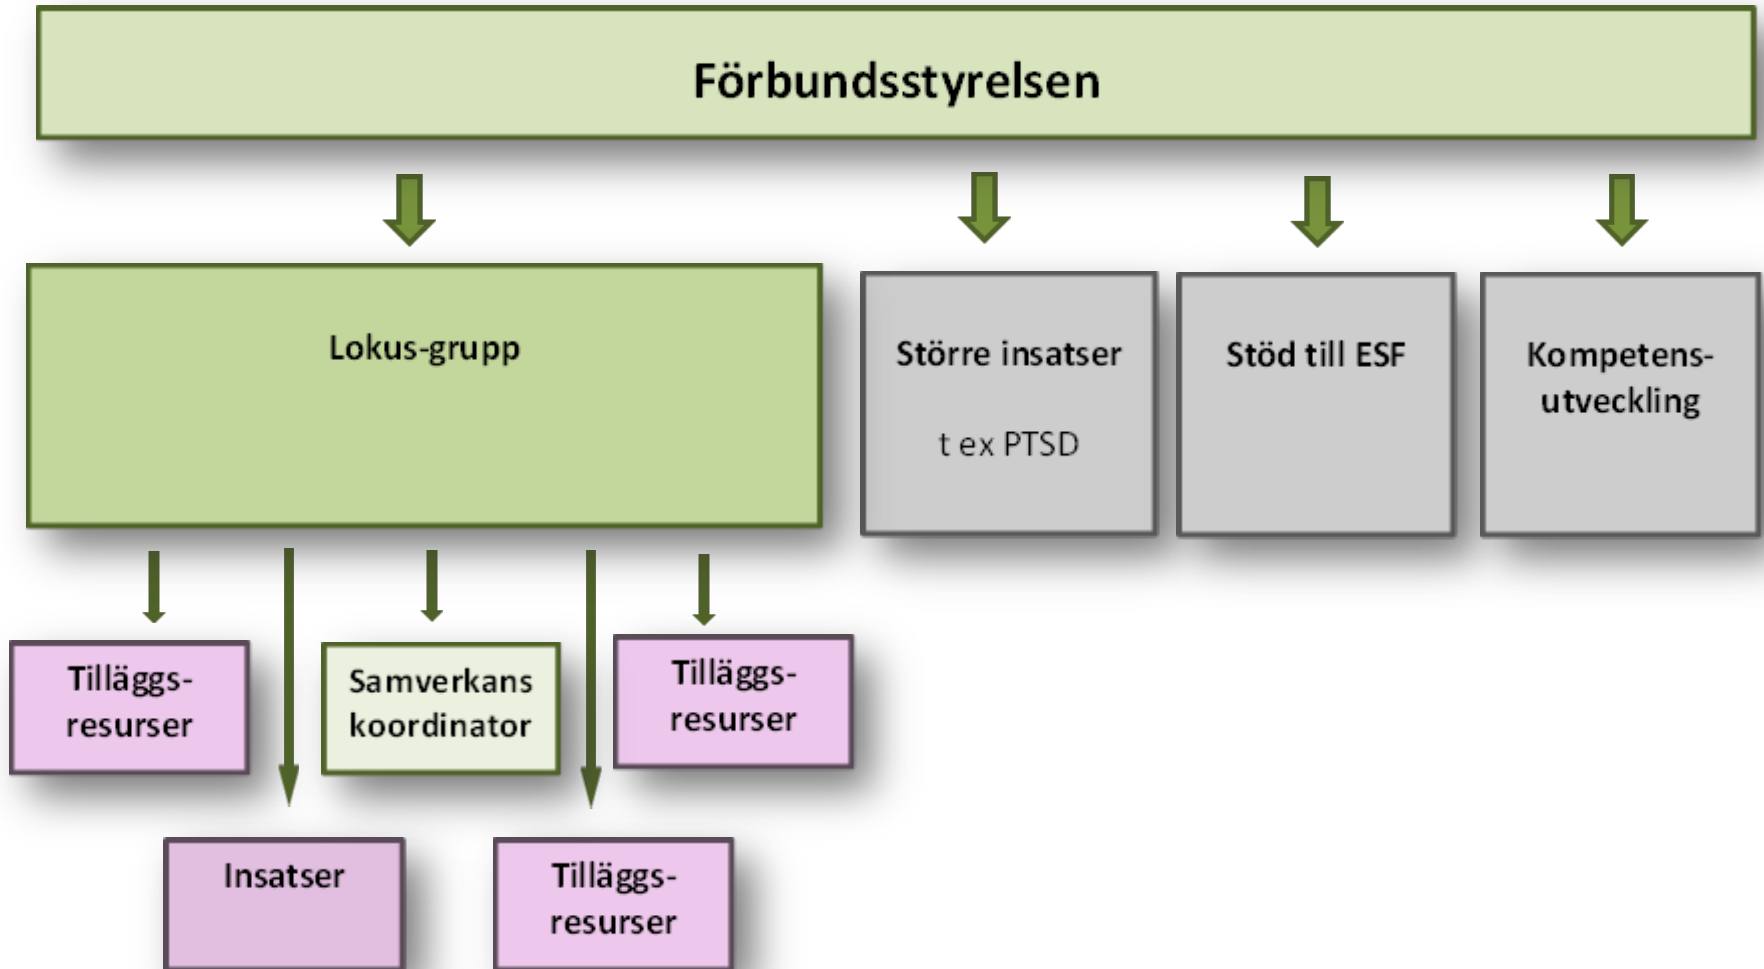 Förbundsstyrelsen
Lokus-grupp
Större insatser
t ex PTSD
Stöd till ESF
Kompetens-
utveckling
Tilläggs-
resurser
Samverkans
koordinator
Tilläggs-
resurser
Insatser
Tilläggs-
resurser